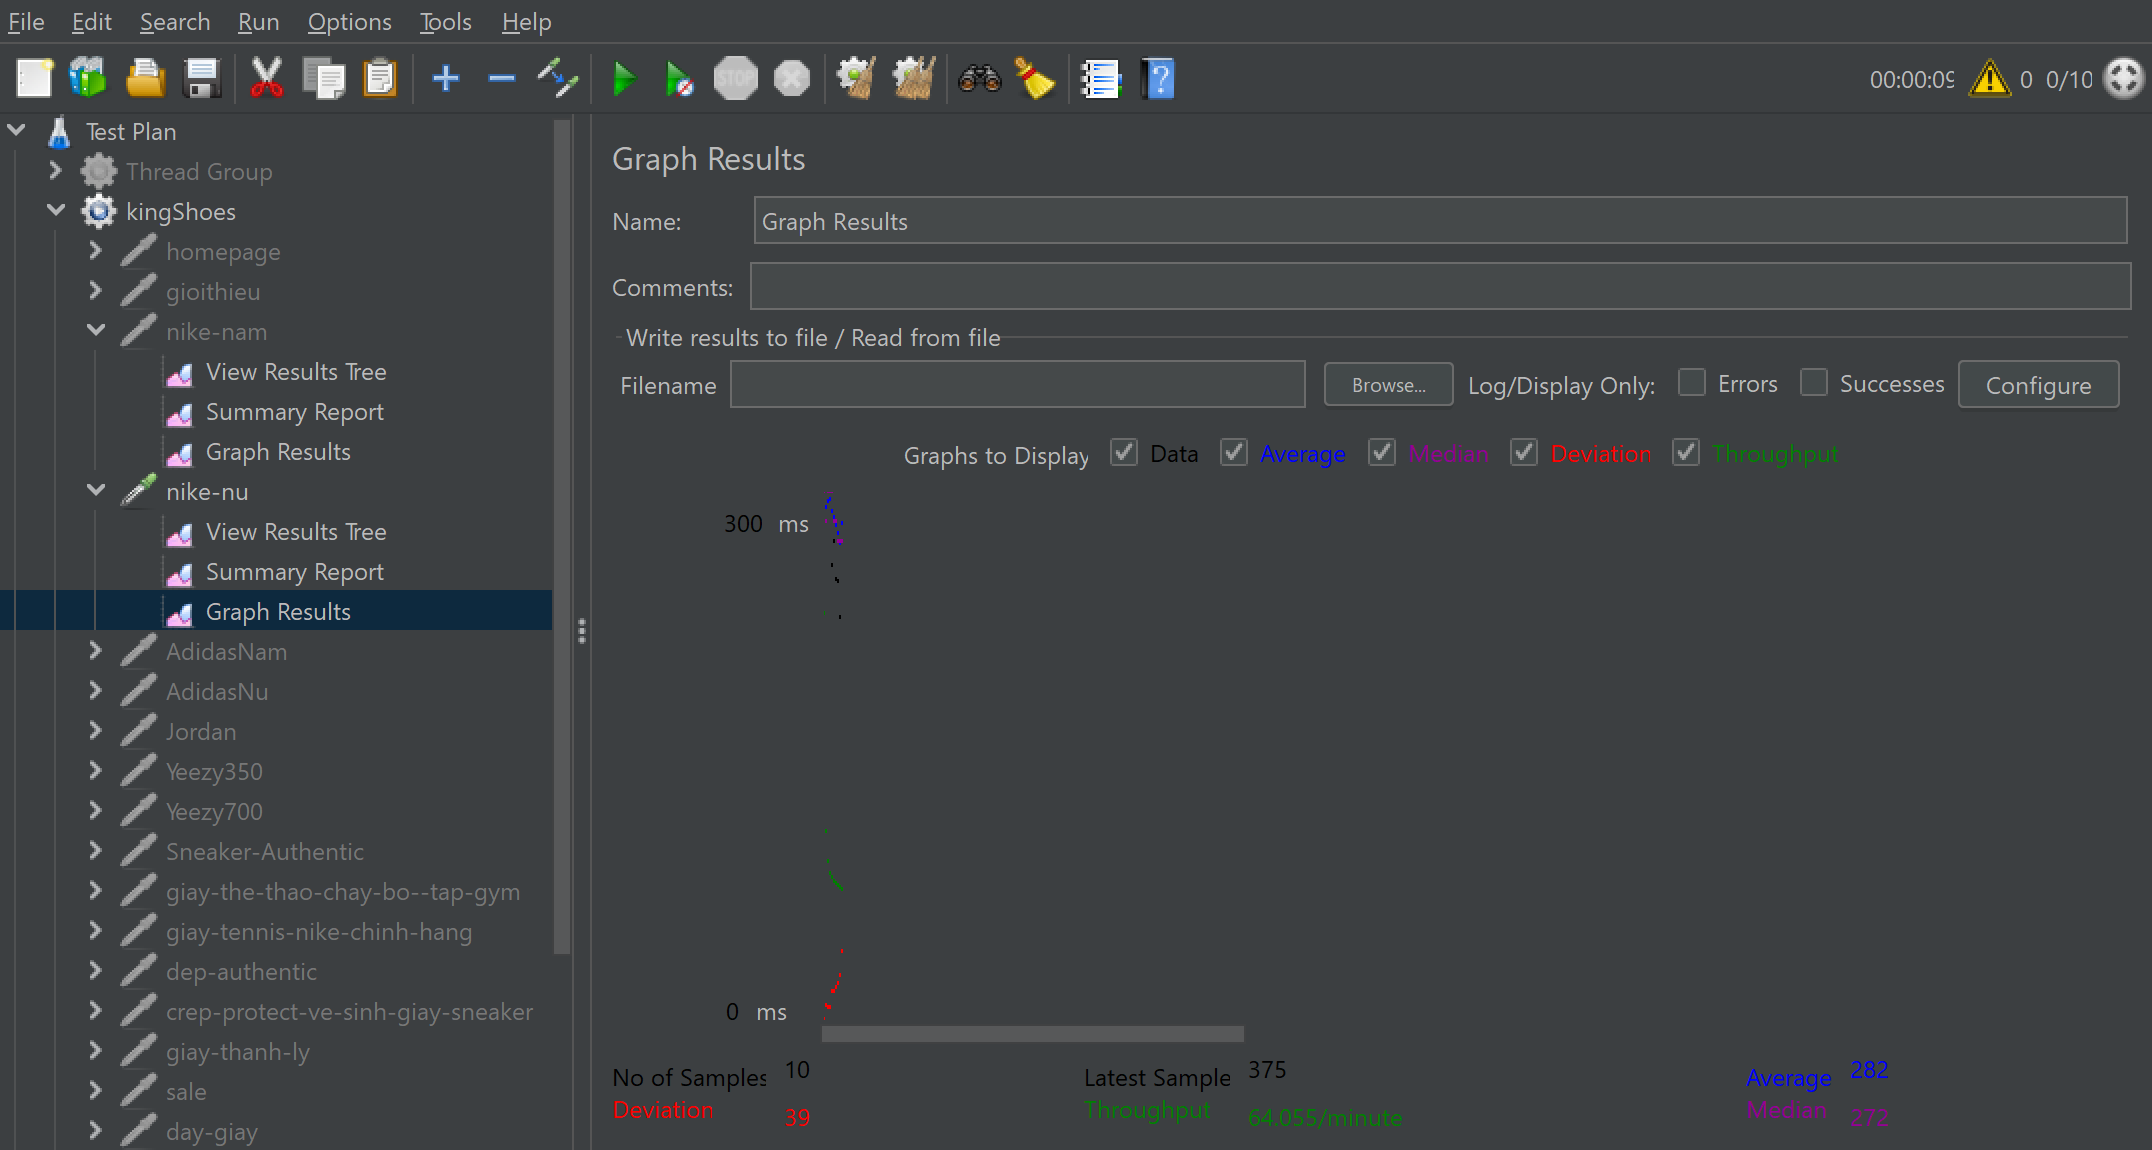 File Edit Search Run Options Tools Help
STOP
00:00:09 0 0/10
Test Plan
Thread Group
kingShoes
homepage
gioithieu
nike-nam
View Results Tree
Summary Report
Graph Results
nike-nu
View Results Tree
Summary Report
Graph Results
AdidasNam
AdidasNu
Jordan
Yeezy350
Yeezy700
Sneaker-Authentic
giay-the-thao-chay-bo--tap-gym
giay-tennis-nike-chinh-hang
dep-authentic
crep-protect-ve-sinh-giay-sneaker
giay-thanh-ly
sale
day-giay
Graph Results
Name: Graph Results
Comments:
Write results to file / Read from file
Filename Browse... Log/Display Only: Errors Successes Configure
Graphs to Display Data Average Median Deviation Throughput
300 ms
0 ms
No of Samples 10 Latest Sample 375 Average 282
Deviation 39 Throughput 64.055/minute Median 272